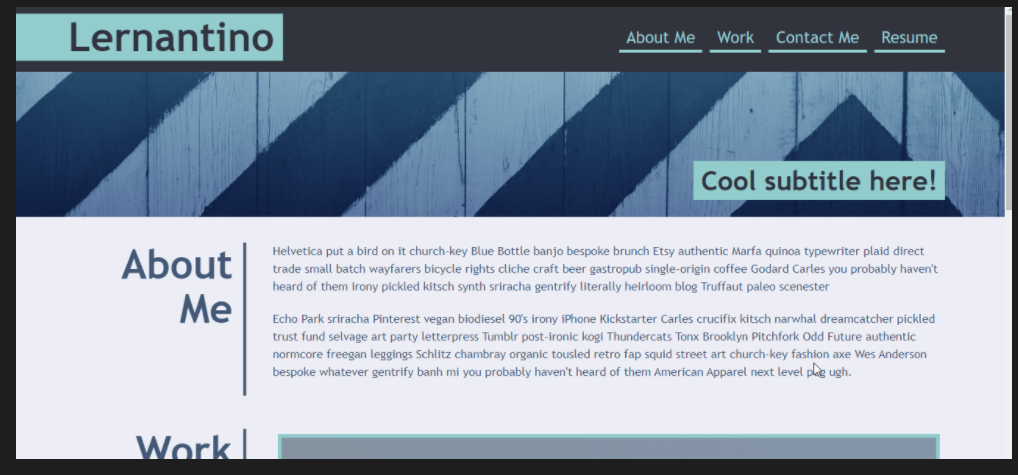 Lernantino
About Me
Work
Contact Me
Resume
Cool subtitle here!
About
Me
Helvetica put a bird on it church-key Blue Bottle banjo bespoke brunch Etsy authentic Marfa quinoa typewriter plaid direct
trade small batch wayfarers bicycle rights cliche craft beer gastropub single-origin coffee Godard Carles you probably haven't
heard of them irony pickled kitsch synth sriracha gentrify literally heirloom blog Truffaut paleo scenester
Echo Park sriracha Pinterest vegan biodiesel 90's irony iPhone Kickstarter Carles crucifix kitsch narwhal dreamcatcher pickled
trust fund selvage art party letterpress Tumblr post-ironic kogi Thundercats Tonx Brooklyn Pitchfork Odd Future authentic
normcore freegan leggings Schlitz chambray organic tousled retro fap squid street art church-key fashion axe Wes Anderson
bespoke whatever gentrify banh mi you probably haven't heard of them American Apparel next level ugh.
Work